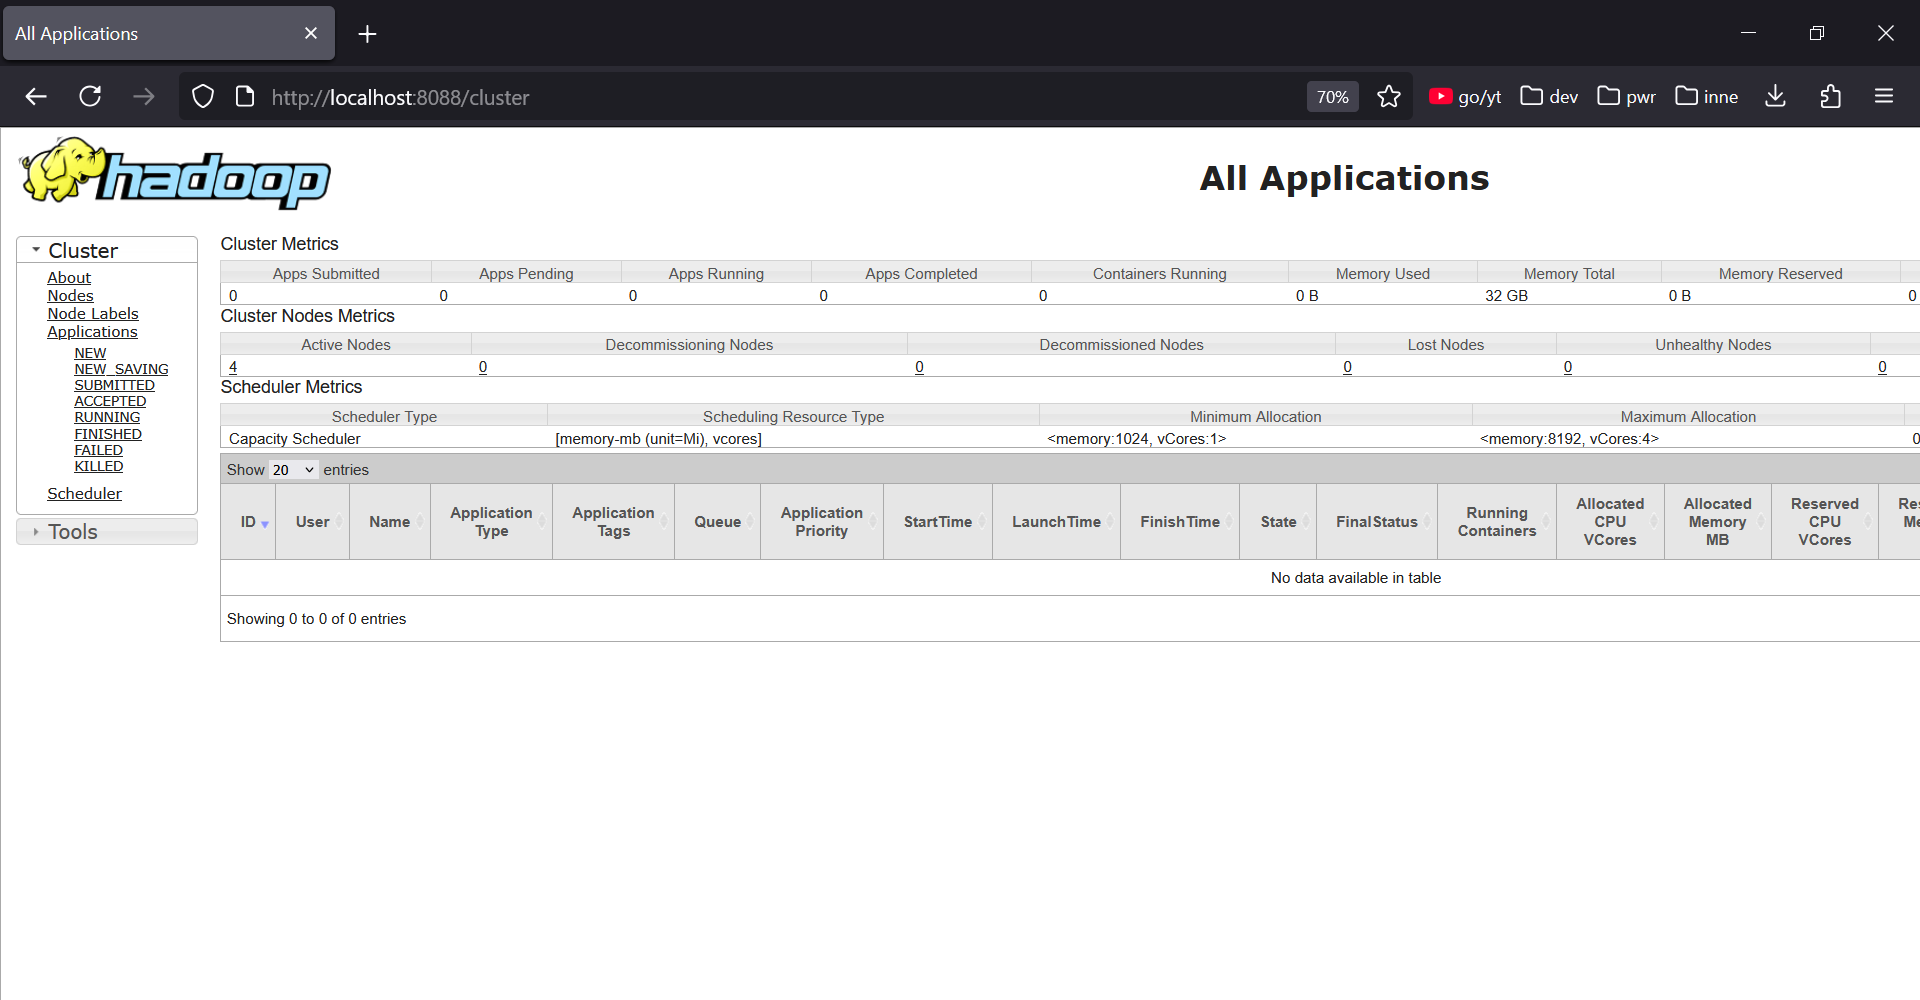 All Applications
http://localhost:8088/cluster
70%
go/yt
dev
pwr
inne
hadoop
All Applications
Cluster
About
Nodes
Node Labels
Applications
NEW
NEW_SAVING
SUBMITTED
ACCEPTED
RUNNING
FINISHED
FAILED
KILLED
Scheduler
Tools
Cluster Metrics
Apps Submitted Apps Pending Apps Running Apps Completed Containers Running Memory Used Memory Total Memory Reserved
0 0 0 0 0 0 B 32 GB 0 B 0
Cluster Nodes Metrics
Active Nodes Decommissioning Nodes Decommissioned Nodes Lost Nodes Unhealthy Nodes
4 0 0 0 0 0
Scheduler Metrics
Scheduler Type Scheduling Resource Type Minimum Allocation Maximum Allocation
Capacity Scheduler [memory-mb (unit=Mi), vcores] <memory:1024, vCores:1> <memory:8192, vCores:4> 0
Show 20 entries
ID User Name Application Type Application Tags Queue Application Priority StartTime LaunchTime FinishTime State FinalStatus Running Containers Allocated CPU VCores Allocated Memory MB Reserved CPU VCores
No data available in table
Showing 0 to 0 of 0 entries